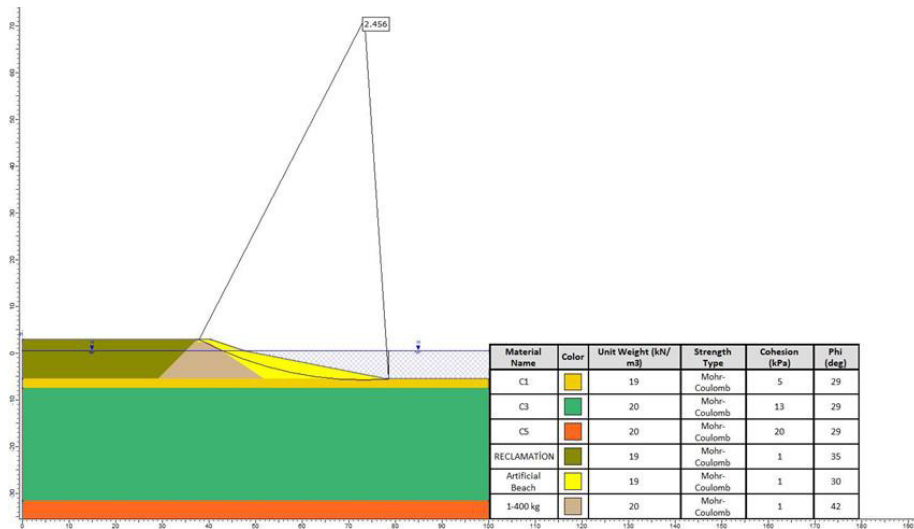 2.456
70
60
50
40
30
20
10
0
-10
-20
-30
Material Name Color Unit Weight (kN/m3) Strength Type Cohesion (kPa) Phi (deg)
C1 19 Mohr-Coulomb 5 29
C3 20 Mohr-Coulomb 13 29
C5 20 Mohr-Coulomb 20 29
RECLAMATİON 19 Mohr-Coulomb 1 35
Artificial Beach 19 Mohr-Coulomb 1 30
1-400 kg 20 Mohr-Coulomb 1 42
0 10 20 30 40 50 60 70 80 90 100 110 120 130 140 150 160 170 180 190